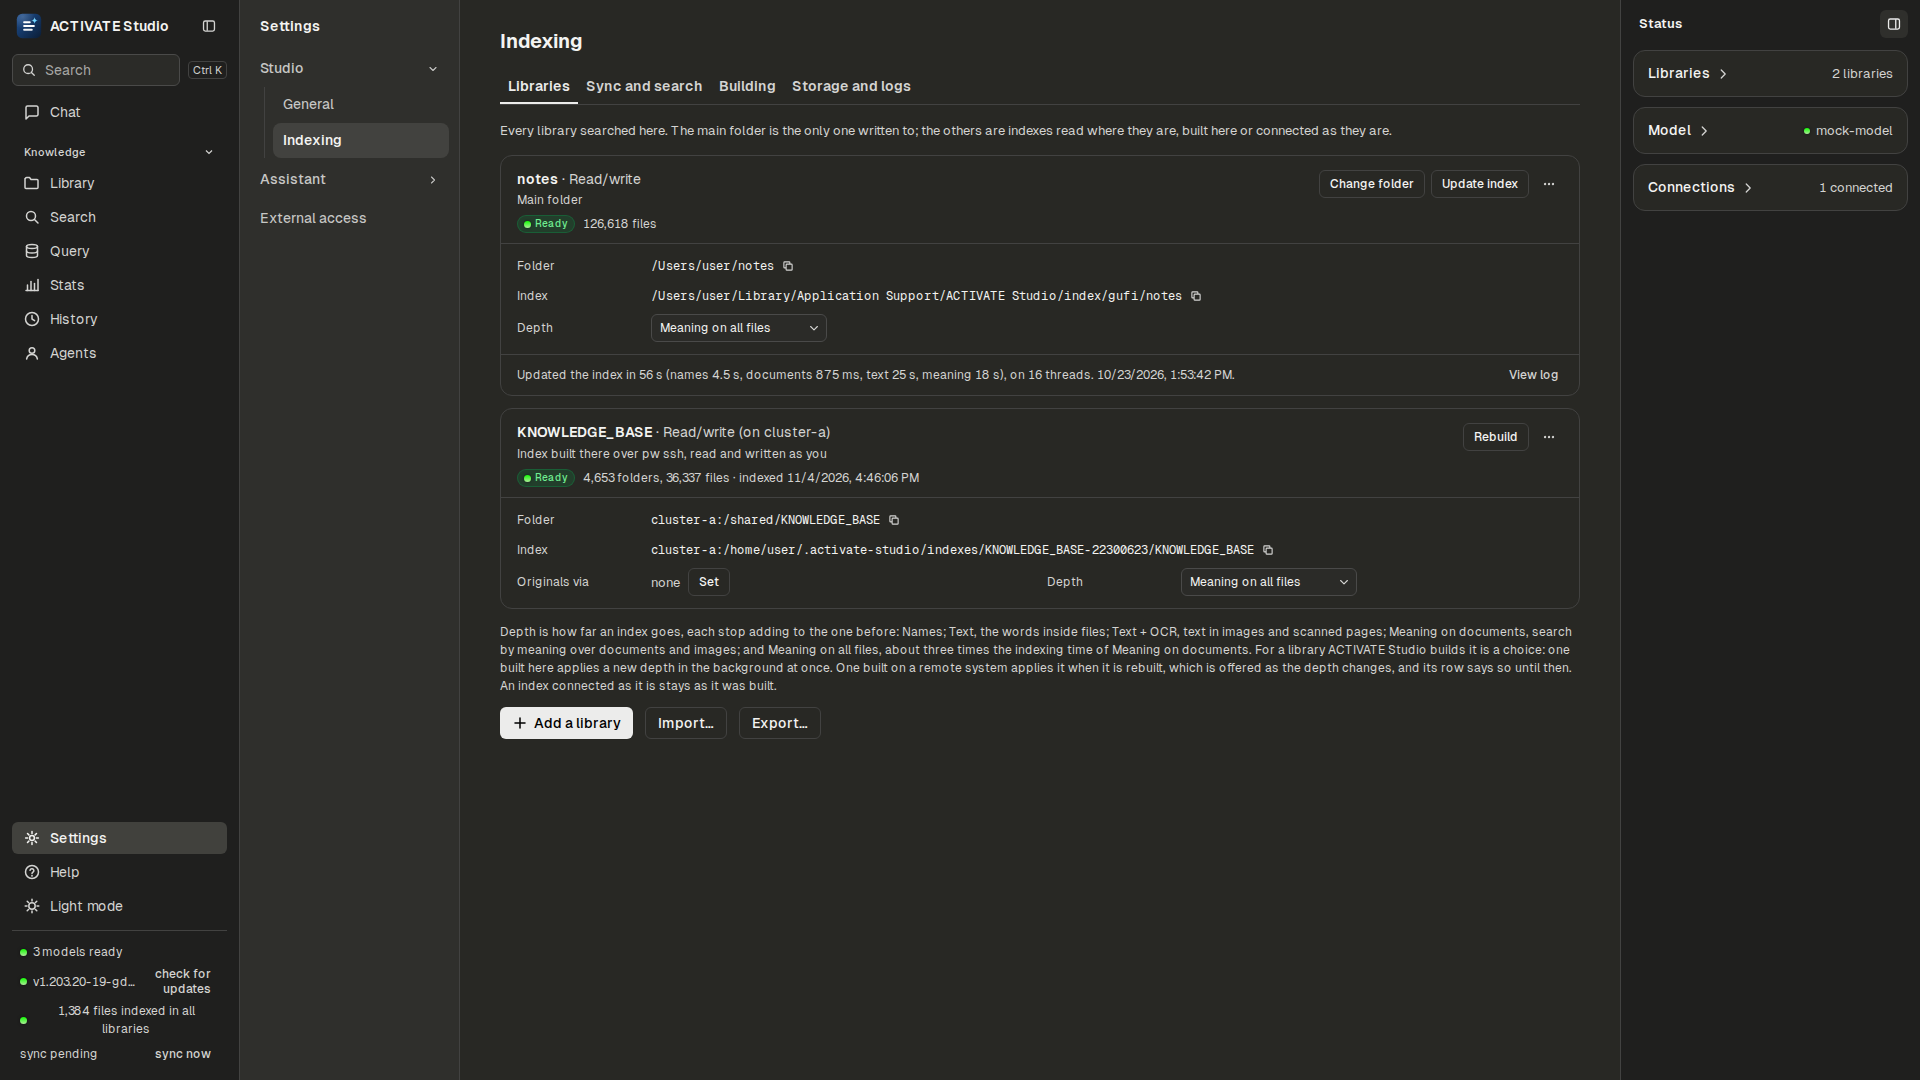 ACTIVATE Studio
Search
Ctrl K
Chat
Knowledge
Library
Search
Query
Stats
History
Agents
Settings
Help
Light mode
3 models ready
v1.203.20-19-gd…
check for updates
1,384 files indexed in all libraries
sync pending
sync now
Settings
Studio
General
Indexing
Assistant
External access
Indexing
Libraries
Sync and search
Building
Storage and logs
Every library searched here. The main folder is the only one written to; the others are indexes read where they are, built here or connected as they are.
notes · Read/write
Change folder
Update index
Main folder
Ready
126,618 files
Folder
/Users/user/notes
Index
/Users/user/Library/Application Support/ACTIVATE Studio/index/gufi/notes
Depth
Meaning on all files
Updated the index in 56 s (names 4.5 s, documents 875 ms, text 25 s, meaning 18 s), on 16 threads. 10/23/2026, 1:53:42 PM.
View log
KNOWLEDGE_BASE · Read/write (on cluster-a)
Rebuild
Index built there over pw ssh, read and written as you
Ready
4,653 folders, 36,337 files · indexed 11/4/2026, 4:46:06 PM
Folder
cluster-a:/shared/KNOWLEDGE_BASE
Index
cluster-a:/home/user/.activate-studio/indexes/KNOWLEDGE_BASE-22300623/KNOWLEDGE_BASE
Originals via
none
Set
Depth
Meaning on all files
Depth is how far an index goes, each stop adding to the one before: Names; Text, the words inside files; Text + OCR, text in images and scanned pages; Meaning on documents, search
by meaning over documents and images; and Meaning on all files, about three times the indexing time of Meaning on documents. For a library ACTIVATE Studio builds it is a choice: one
built here applies a new depth in the background at once. One built on a remote system applies it when it is rebuilt, which is offered as the depth changes, and its row says so until then.
An index connected as it is stays as it was built.
Add a library
Import…
Export…
Status
Libraries
2 libraries
Model
mock-model
Connections
1 connected